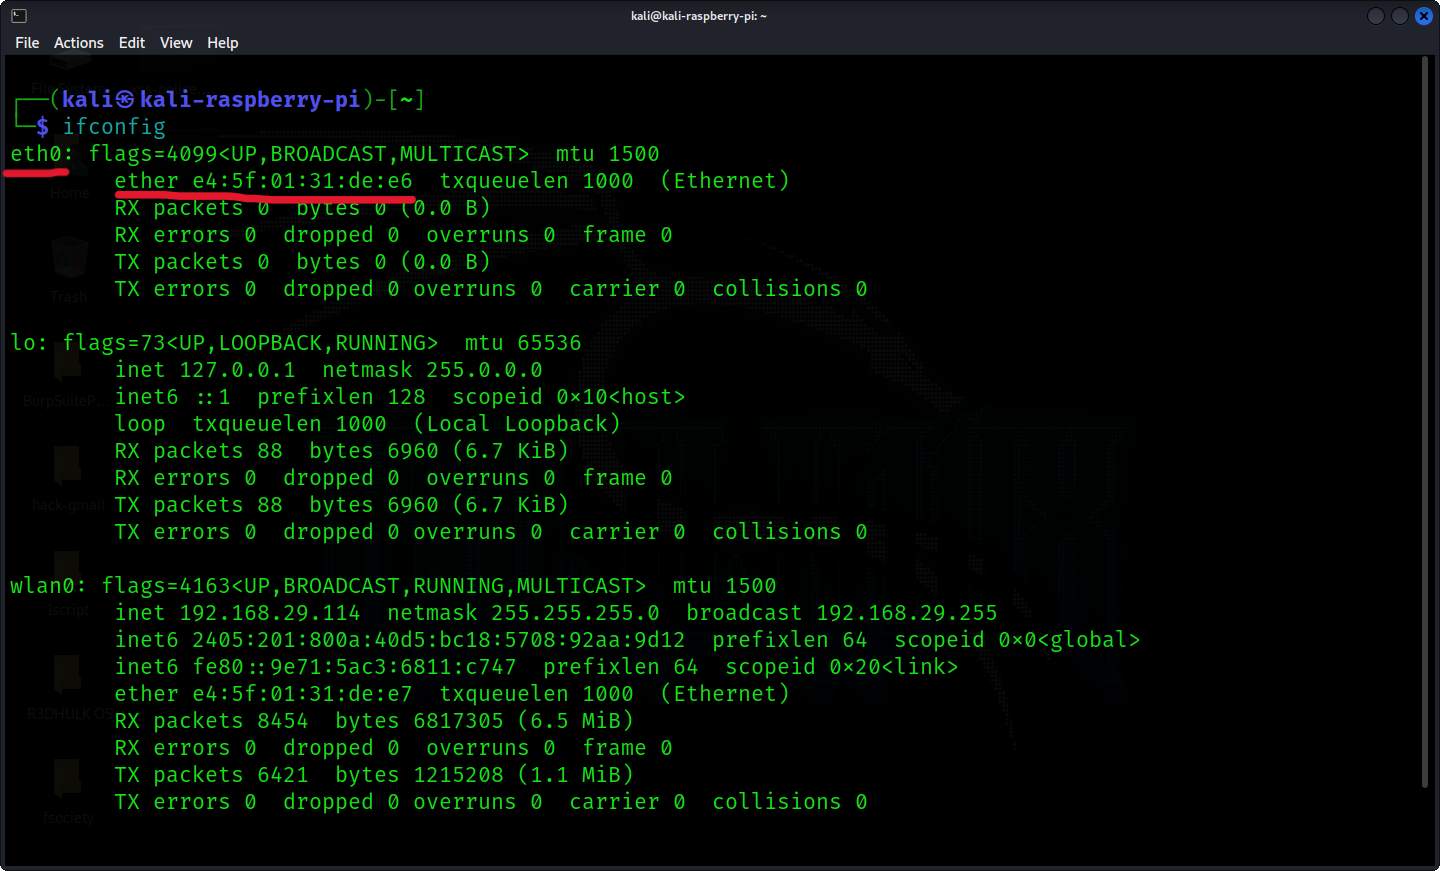 kali@kali-raspberry-pi: ~
File Actions Edit View Help
┌──(kali㉿kali-raspberry-pi)-[~]
└─$ ifconfig
eth0: flags=4099<UP,BROADCAST,MULTICAST>  mtu 1500
        ether e4:5f:01:31:de:e6  txqueuelen 1000  (Ethernet)
        RX packets 0  bytes 0 (0.0 B)
        RX errors 0  dropped 0  overruns 0  frame 0
        TX packets 0  bytes 0 (0.0 B)
        TX errors 0  dropped 0 overruns 0  carrier 0  collisions 0
lo: flags=73<UP,LOOPBACK,RUNNING>  mtu 65536
        inet 127.0.0.1  netmask 255.0.0.0
        inet6 ::1  prefixlen 128  scopeid 0x10<host>
        loop  txqueuelen 1000  (Local Loopback)
        RX packets 88  bytes 6960 (6.7 KiB)
        RX errors 0  dropped 0  overruns 0  frame 0
        TX packets 88  bytes 6960 (6.7 KiB)
        TX errors 0  dropped 0 overruns 0  carrier 0  collisions 0
wlan0: flags=4163<UP,BROADCAST,RUNNING,MULTICAST>  mtu 1500
        inet 192.168.29.114  netmask 255.255.255.0  broadcast 192.168.29.255
        inet6 2405:201:800a:40d5:bc18:5708:92aa:9d12  prefixlen 64  scopeid 0x0<global>
        inet6 fe80::9e71:5ac3:6811:c747  prefixlen 64  scopeid 0x20<link>
        ether e4:5f:01:31:de:e7  txqueuelen 1000  (Ethernet)
        RX packets 8454  bytes 6817305 (6.5 MiB)
        RX errors 0  dropped 0  overruns 0  frame 0
        TX packets 6421  bytes 1215208 (1.1 MiB)
        TX errors 0  dropped 0 overruns 0  carrier 0  collisions 0
Home
Trash
BurpSuiteP...
hack-gmail
lscript
R3DHULK OS
fsociety